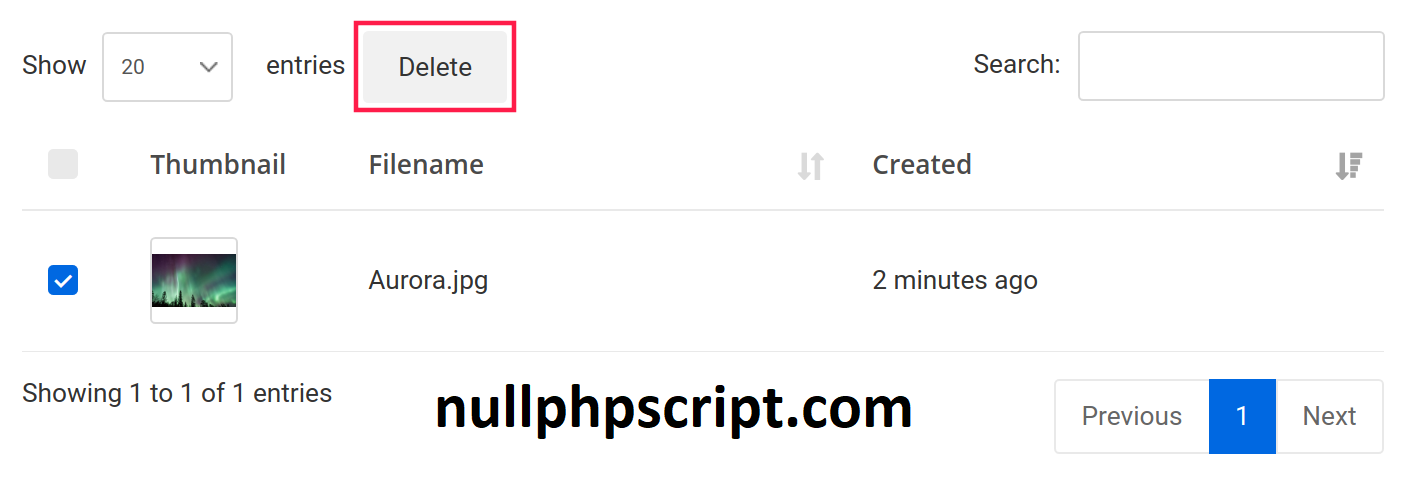 Show 20 entries Delete Search:
Thumbnail Filename Created
Aurora.jpg 2 minutes ago
Showing 1 to 1 of 1 entries
nullphpscript.com
Previous 1 Next